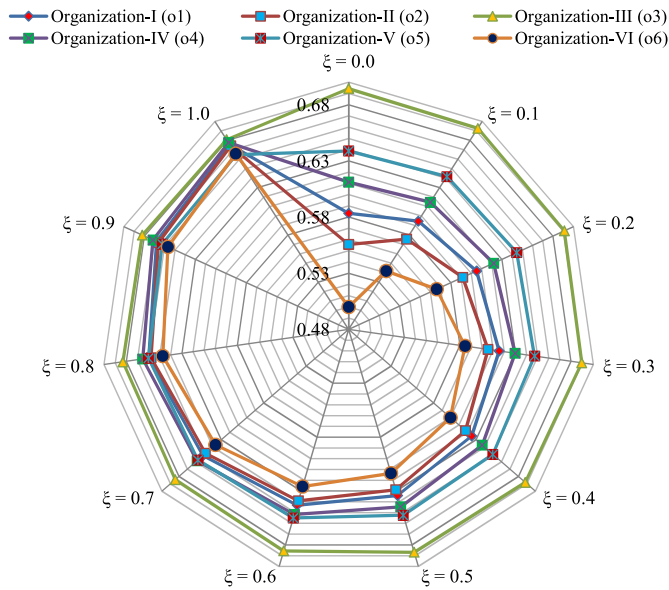 Organization-I (o1) Organization-II (o2) Organization-III (o3)
Organization-IV (o4) Organization-V (o5) Organization-VI (o6)
ξ = 0.0
0.68
ξ = 1.0
0.1
0.63
ξ = 0.9
0.2
0.58
0.53
0.48
ξ = 0.8
0.3
ξ = 0.7
0.4
ξ = 0.6
ξ = 0.5